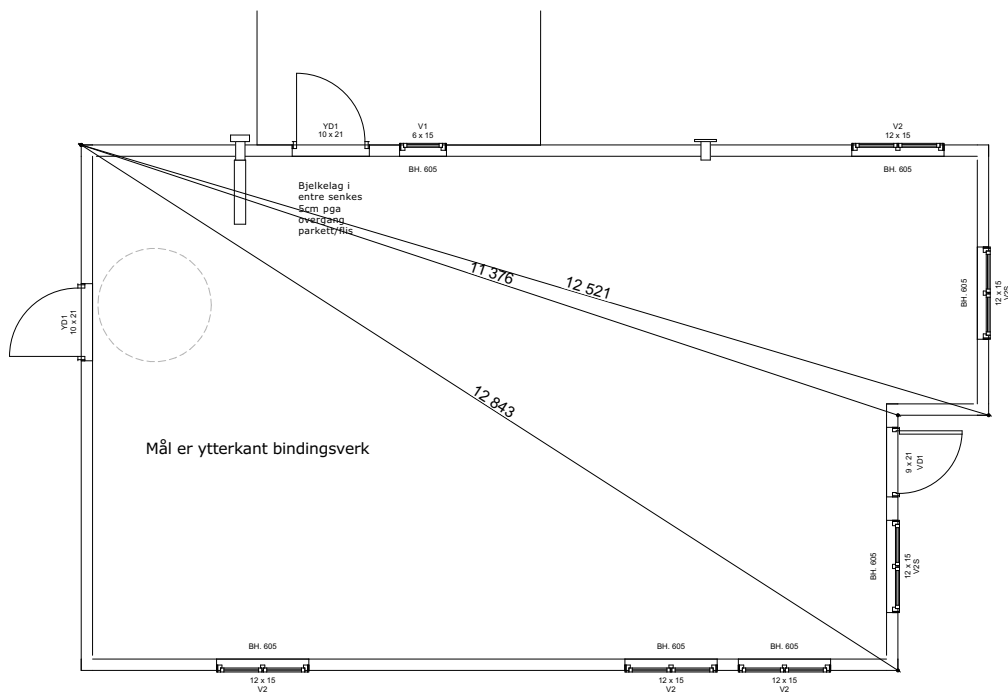 YD1
10 x 21
V1
6 x 15
V2
12 x 15
BH. 605
BH. 605
Bjelkelag i
entre senkes
5cm pga
overgang
parkett/flis
11 376
12 521
BH. 605
12 x 15
V2S
YD1
10 x 21
12 843
Mål er ytterkant bindingsverk
9 x 21
VD1
BH. 605
12 x 15
V2S
BH. 605
BH. 605
BH. 605
12 x 15
V2
12 x 15
V2
12 x 15
V2